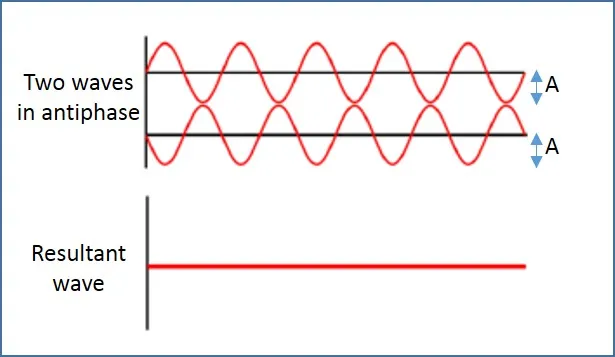 Two waves
in antiphase
A
A
Resultant
wave